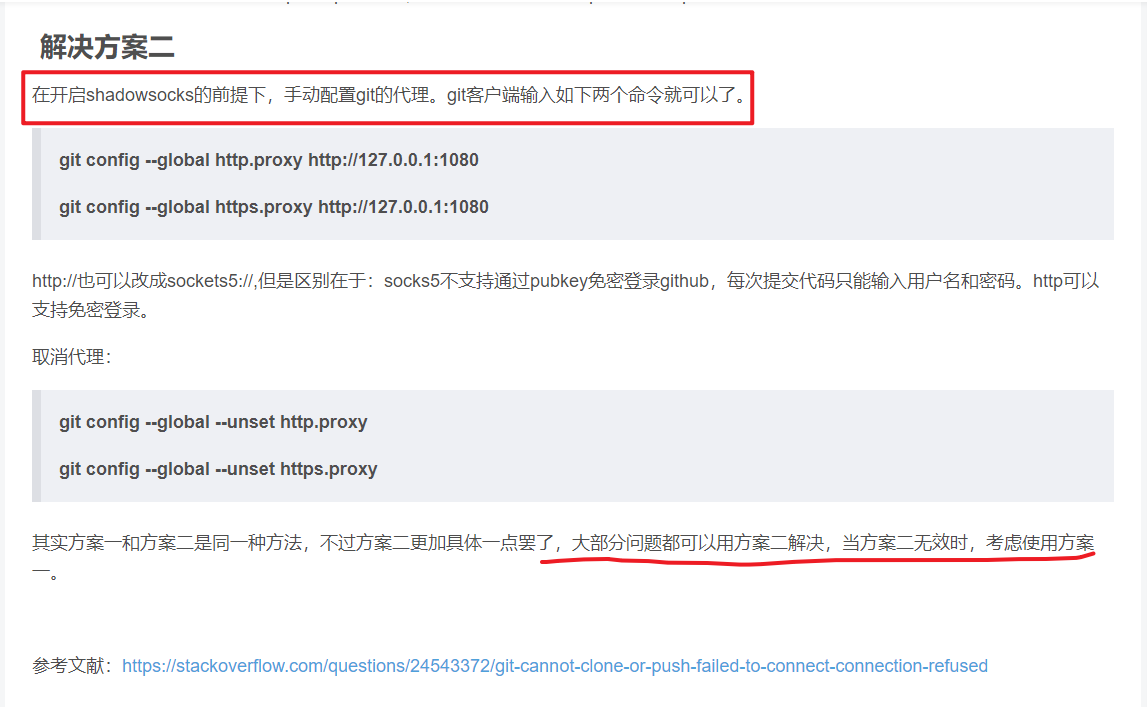 解决方案二
在开启shadowsocks的前提下，手动配置git的代理。git客户端输入如下两个命令就可以了。
git config --global http.proxy http://127.0.0.1:1080
git config --global https.proxy http://127.0.0.1:1080
http://也可以改成sockets5://,但是区别在于：socks5不支持通过pubkey免密登录github，每次提交代码只能输入用户名和密码。http可以
支持免密登录。
取消代理：
git config --global --unset http.proxy
git config --global --unset https.proxy
其实方案一和方案二是同一种方法，不过方案二更加具体一点罢了，大部分问题都可以用方案二解决，当方案二无效时，考虑使用方案
一。
参考文献：https://stackoverflow.com/questions/24543372/git-cannot-clone-or-push-failed-to-connect-connection-refused